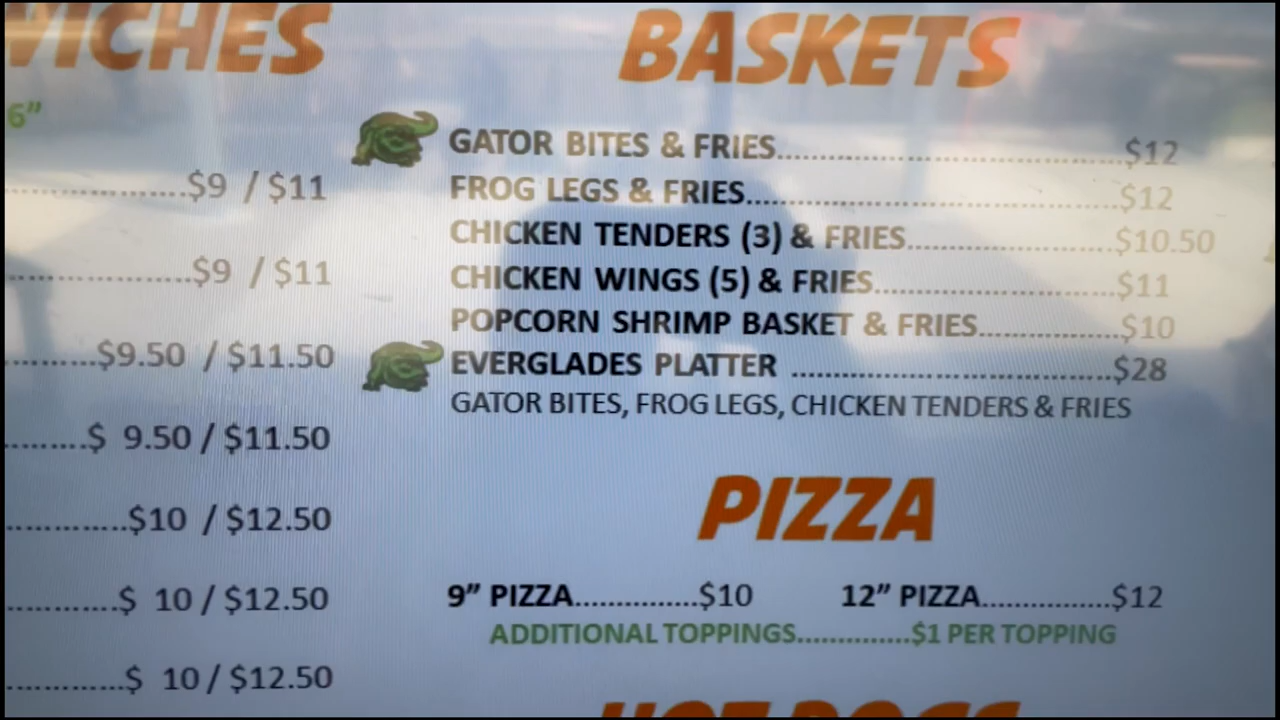 WICHES
6"
$9 / $11
$9 / $11
$9.50 / $11.50
$ 9.50 / $11.50
$10 / $12.50
$ 10 / $12.50
$ 10 / $12.50
BASKETS
GATOR BITES & FRIES $12
FROG LEGS & FRIES $12
CHICKEN TENDERS (3) & FRIES $10.50
CHICKEN WINGS (5) & FRIES $11
POPCORN SHRIMP BASKET & FRIES $10
EVERGLADES PLATTER $28
GATOR BITES, FROG LEGS, CHICKEN TENDERS & FRIES
PIZZA
9" PIZZA $10 12" PIZZA $12
ADDITIONAL TOPPINGS $1 PER TOPPING
HOT DOGS